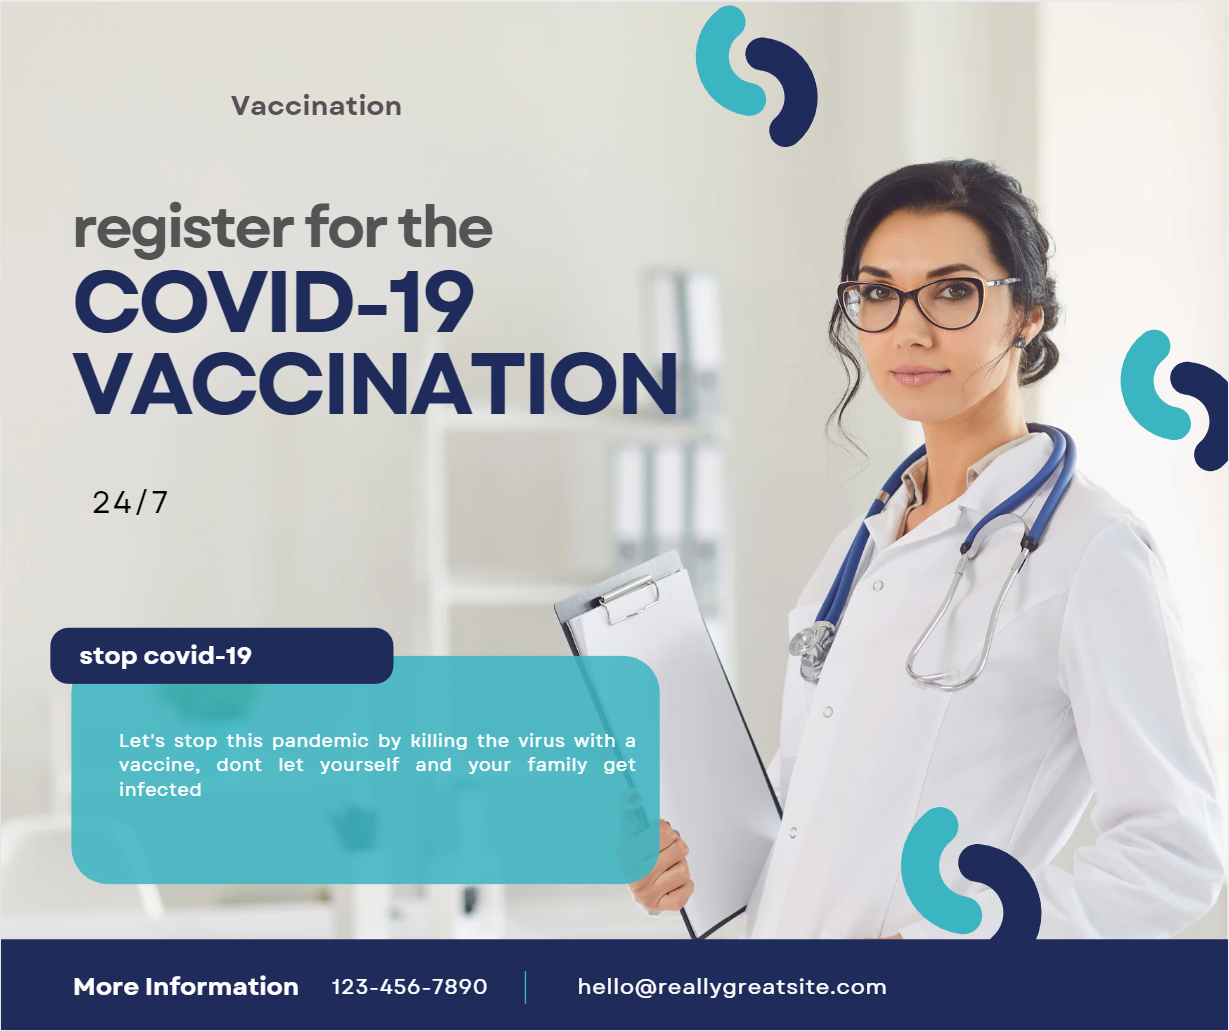 Vaccination
register for the
COVID-19
VACCINATION
24/7
stop covid-19
Let's stop this pandemic by killing the virus with a
vaccine, dont let yourself and your family get
infected
More Information 123-456-7890 hello@reallygreatsite.com